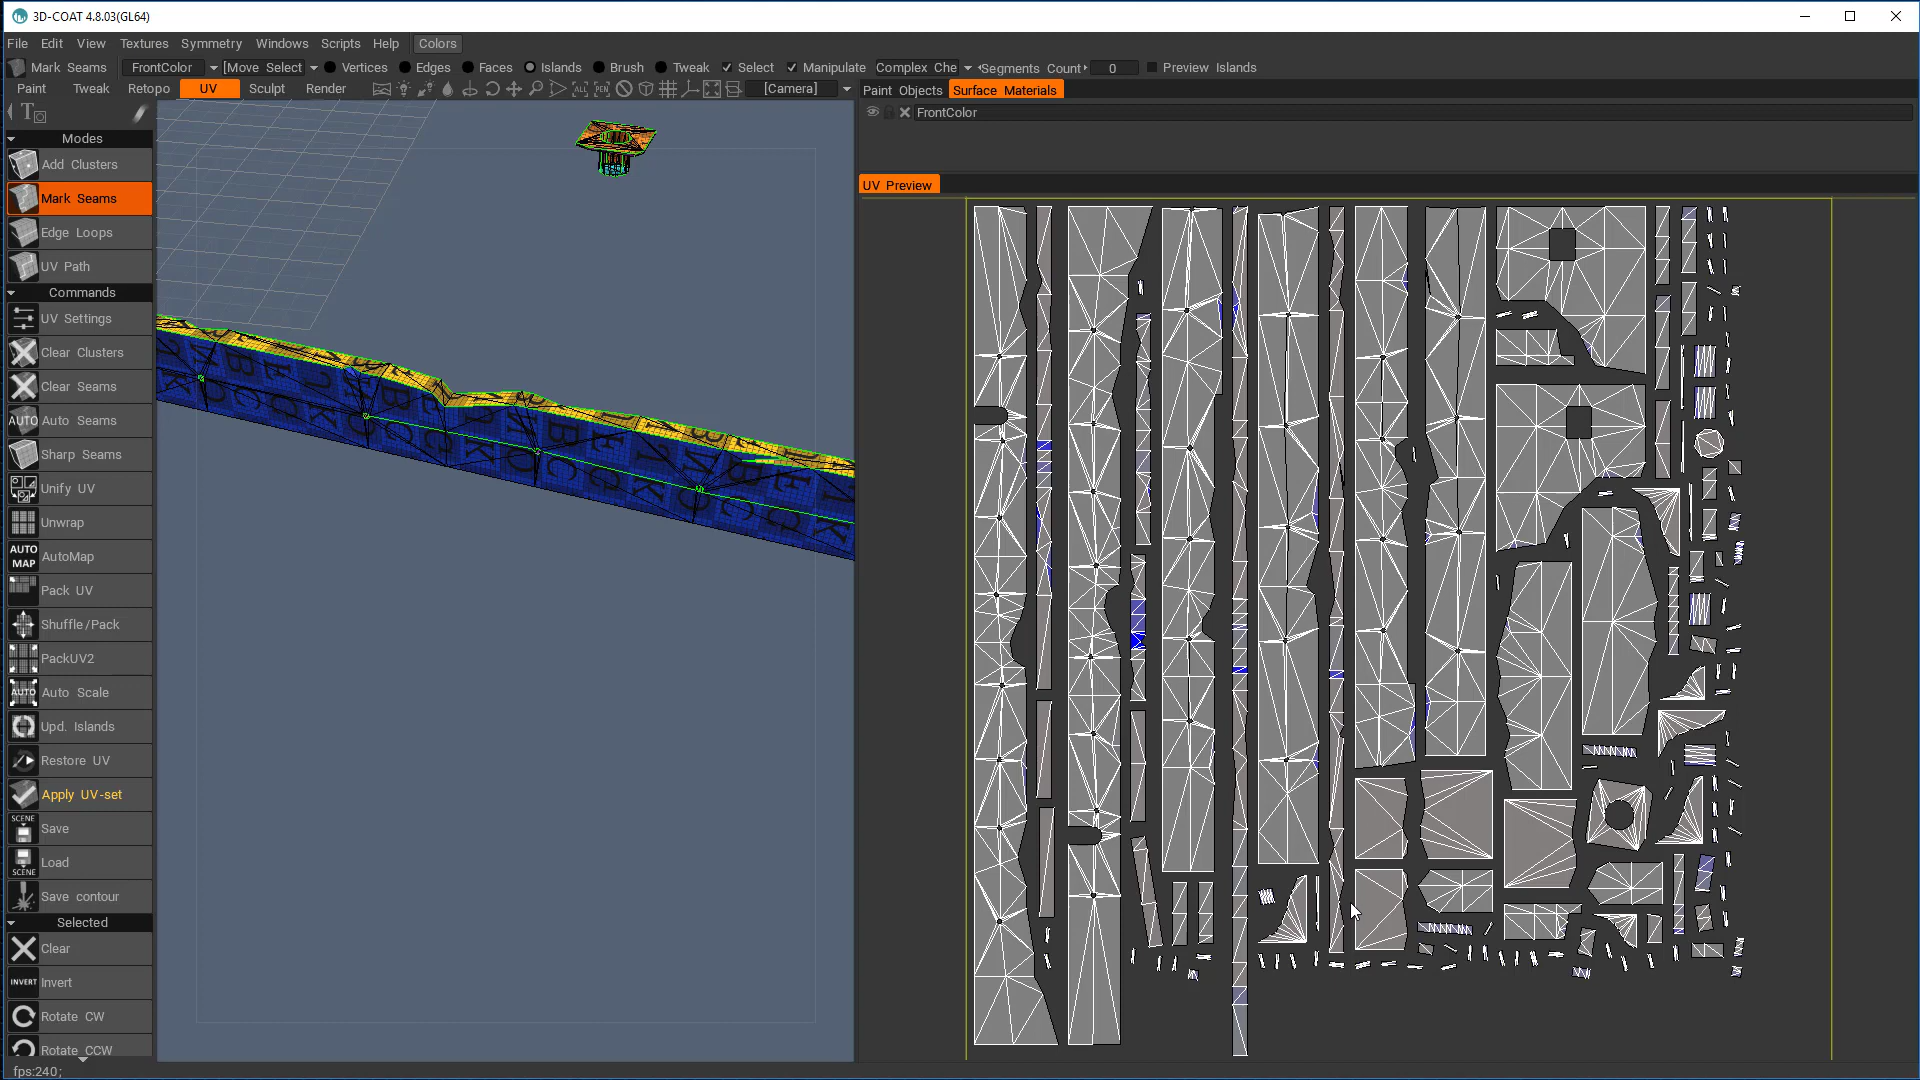 3D-COAT 4.8.03(GL64)
File Edit View Textures Symmetry Windows Scripts Help Colors
Mark Seams FrontColor [Move Select Vertices Edges Faces Islands Brush Tweak Select Manipulate Complex Che Segments Count 0 Preview Islands
Paint Tweak Retopo UV Sculpt Render ALL PEN [Camera] Paint Objects Surface Materials
FrontColor
Modes
Add Clusters
Mark Seams
UV Preview
Edge Loops
UV Path
Commands
UV Settings
Clear Clusters
Clear Seams
AUTO Auto Seams
Sharp Seams
Unify UV
Unwrap
AUTO MAP AutoMap
Pack UV
Shuffle/Pack
PackUV2
AUTO Auto Scale
Upd. Islands
Restore UV
Apply UV-set
SCENE Save
Load SCENE
Save contour
Selected
Clear
INVERT Invert
Rotate CW
Rotate CCW
fps:240;